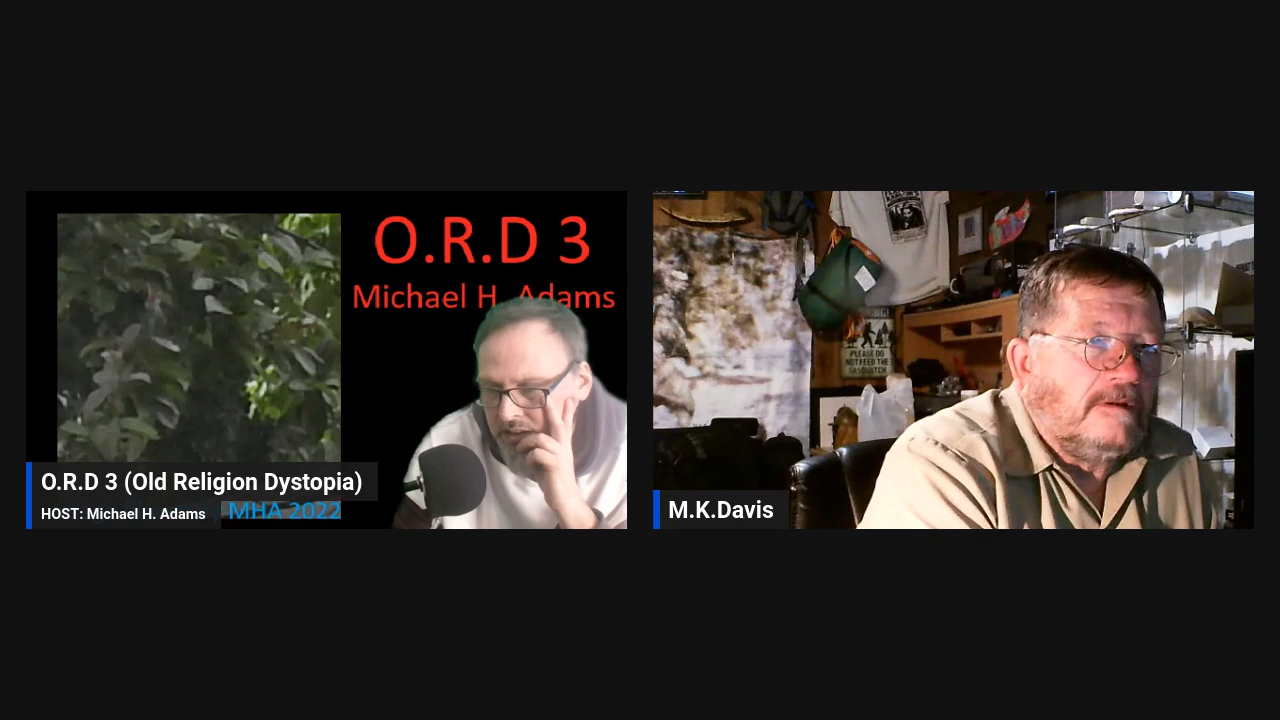 O.R.D 3
Michael H. Adams
O.R.D 3 (Old Religion Dystopia)
HOST: Michael H. Adams
MHA 2022
PLEASE DO
NOT FEED THE
SASQUATCH
M.K.Davis